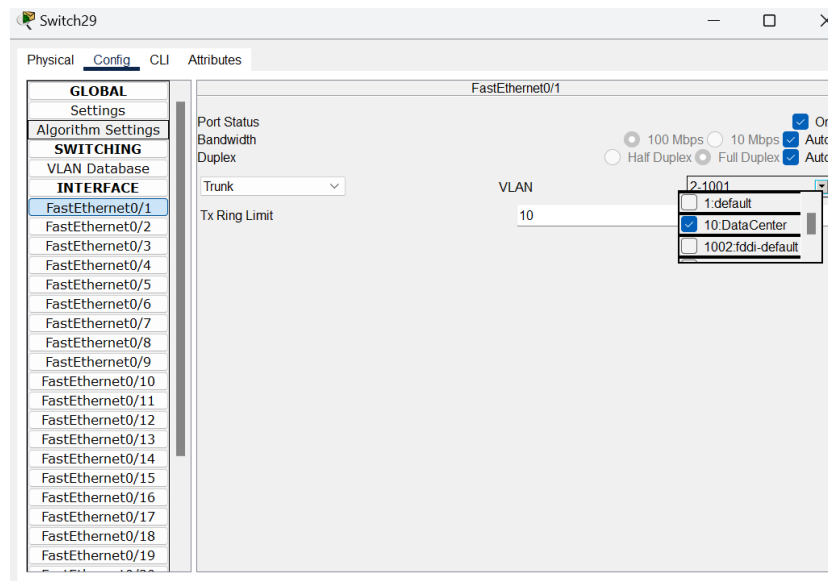 Switch29
Physical Config CLI Attributes
GLOBAL
Settings
Algorithm Settings
SWITCHING
VLAN Database
INTERFACE
FastEthernet0/1
FastEthernet0/2
FastEthernet0/3
FastEthernet0/4
FastEthernet0/5
FastEthernet0/6
FastEthernet0/7
FastEthernet0/8
FastEthernet0/9
FastEthernet0/10
FastEthernet0/11
FastEthernet0/12
FastEthernet0/13
FastEthernet0/14
FastEthernet0/15
FastEthernet0/16
FastEthernet0/17
FastEthernet0/18
FastEthernet0/19
FastEthernet0/1
Port Status On
Bandwidth 100 Mbps 10 Mbps Auto
Duplex Half Duplex Full Duplex Auto
Trunk VLAN 2-1001
1:default
Tx Ring Limit 10
10:DataCenter
1002:fddi-default